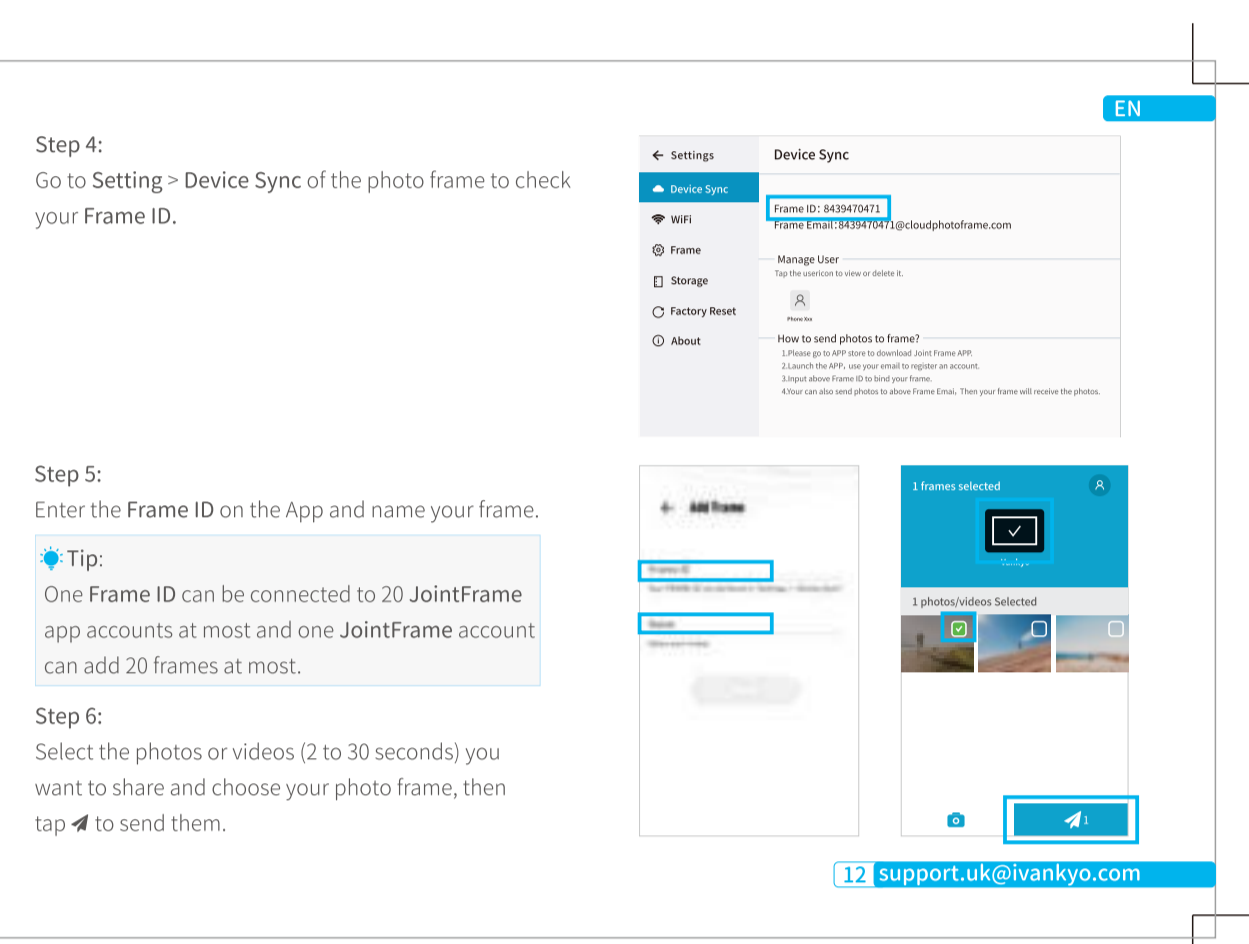 EN
Step 4:
Go to Setting > Device Sync of the photo frame to check
your Frame ID.
Settings
Device Sync
WiFi
Frame
Storage
Factory Reset
About
Device Sync
Frame ID: 8439470471
Frame Email:8439470471@cloudphotoframe.com
Manage User
Tap the usericon to view or delete it.
Phone Xxx
How to send photos to frame?
1.Please go to APP store to download Joint Frame APP.
2.Launch the APP, use your email to register an account.
3.Input above Frame ID to bind your frame.
4.Your can also send photos to above Frame Emai, Then your frame will receive the photos.
Step 5:
Enter the Frame ID on the App and name your frame.
Tip:
One Frame ID can be connected to 20 JointFrame
app accounts at most and one JointFrame account
can add 20 frames at most.
Step 6:
Select the photos or videos (2 to 30 seconds) you
want to share and choose your photo frame, then
tap to send them.
Add Frame
1 frames selected
1 photos/videos Selected
1
12 support.uk@ivankyo.com